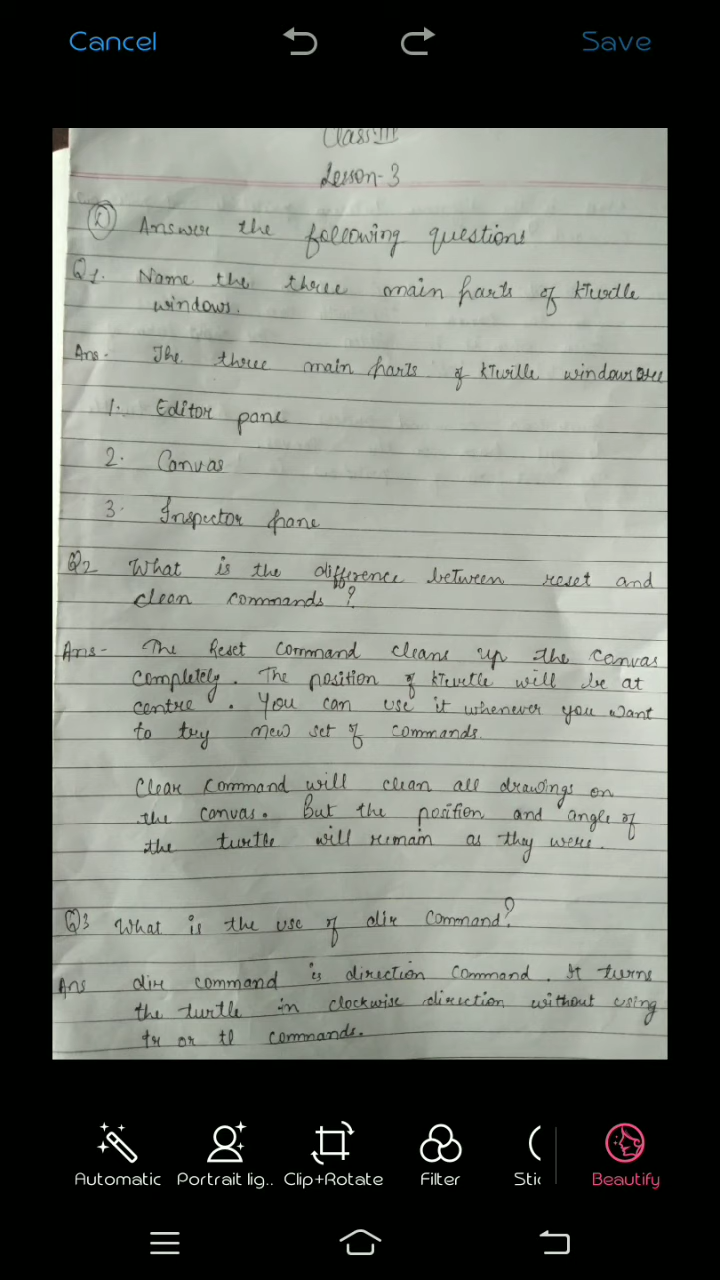 Cancel
Save
Class-III
Lesson-3
Answer the following questions
Q1. Name the three main parts of kTurtle
windows.
Ans- The three main parts of kTurtle windows are
1. Editor pane
2. Canvas
3. Inspector pane
Q2 What is the difference between reset and
clean commands?
Ans- The Reset Command cleans up the canvas
completely. The position of kTurtle will be at
centre. You can use it whenever you want
to try new set of commands.
Clear Command will clean all drawings on
the canvas. But the position and angle of
the turtle will remain as they were.
Q3 What is the use of dir command?
Ans dir command is direction command. It turns
the turtle in clockwise direction without using
tr or tl commands.
Automatic Portrait lig.. Clip+Rotate Filter Stic Beautify